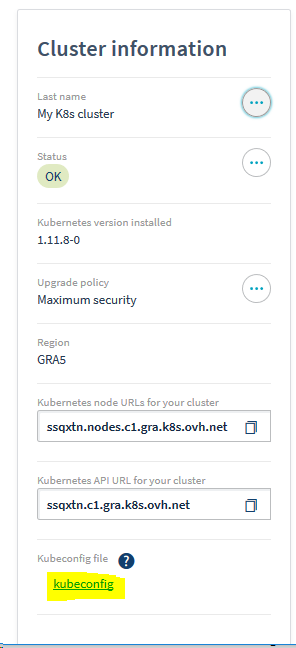 Cluster information
Last name
My K8s cluster
Status
OK
Kubernetes version installed
1.11.8-0
Upgrade policy
Maximum security
Region
GRA5
Kubernetes node URLs for your cluster
ssqxtn.nodes.c1.gra.k8s.ovh.net
Kubernetes API URL for your cluster
ssqxtn.c1.gra.k8s.ovh.net
Kubeconfig file ?
kubeconfig